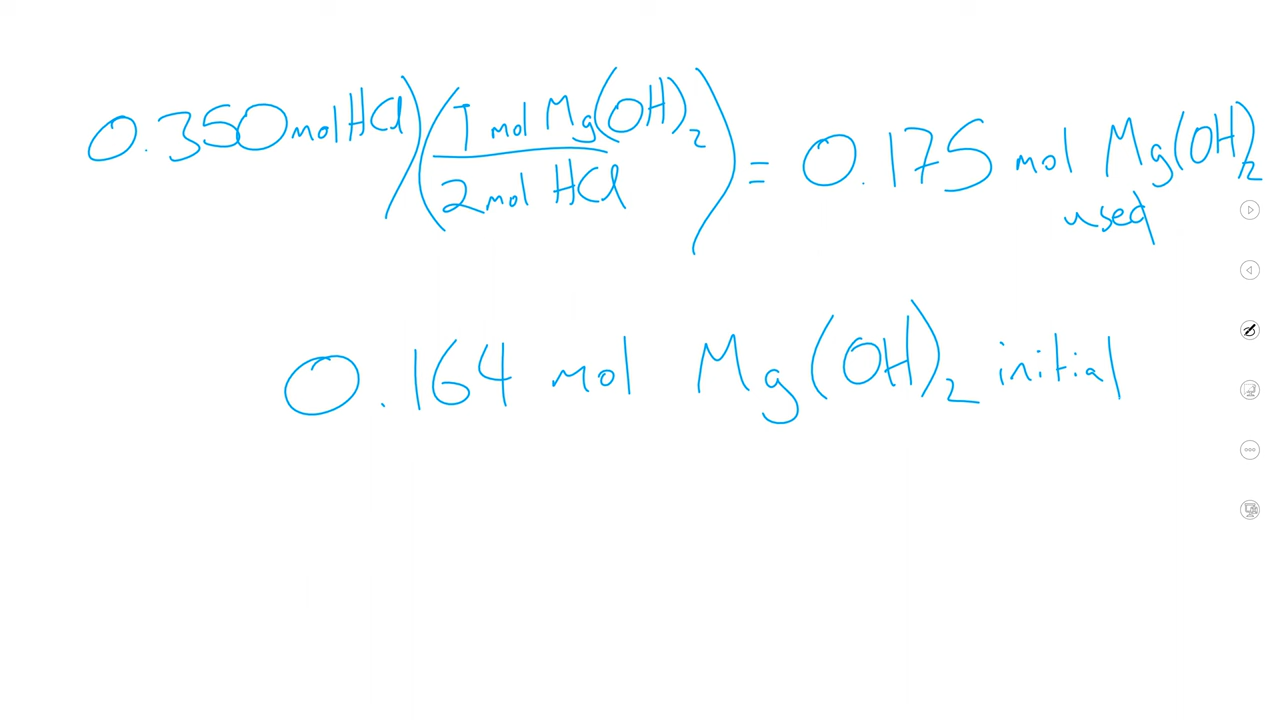 0.350 mol HCl) (1 mol Mg(OH)₂ / 2 mol HCl) = 0.175 mol Mg(OH)₂
used
0.164 mol Mg(OH)₂ initial